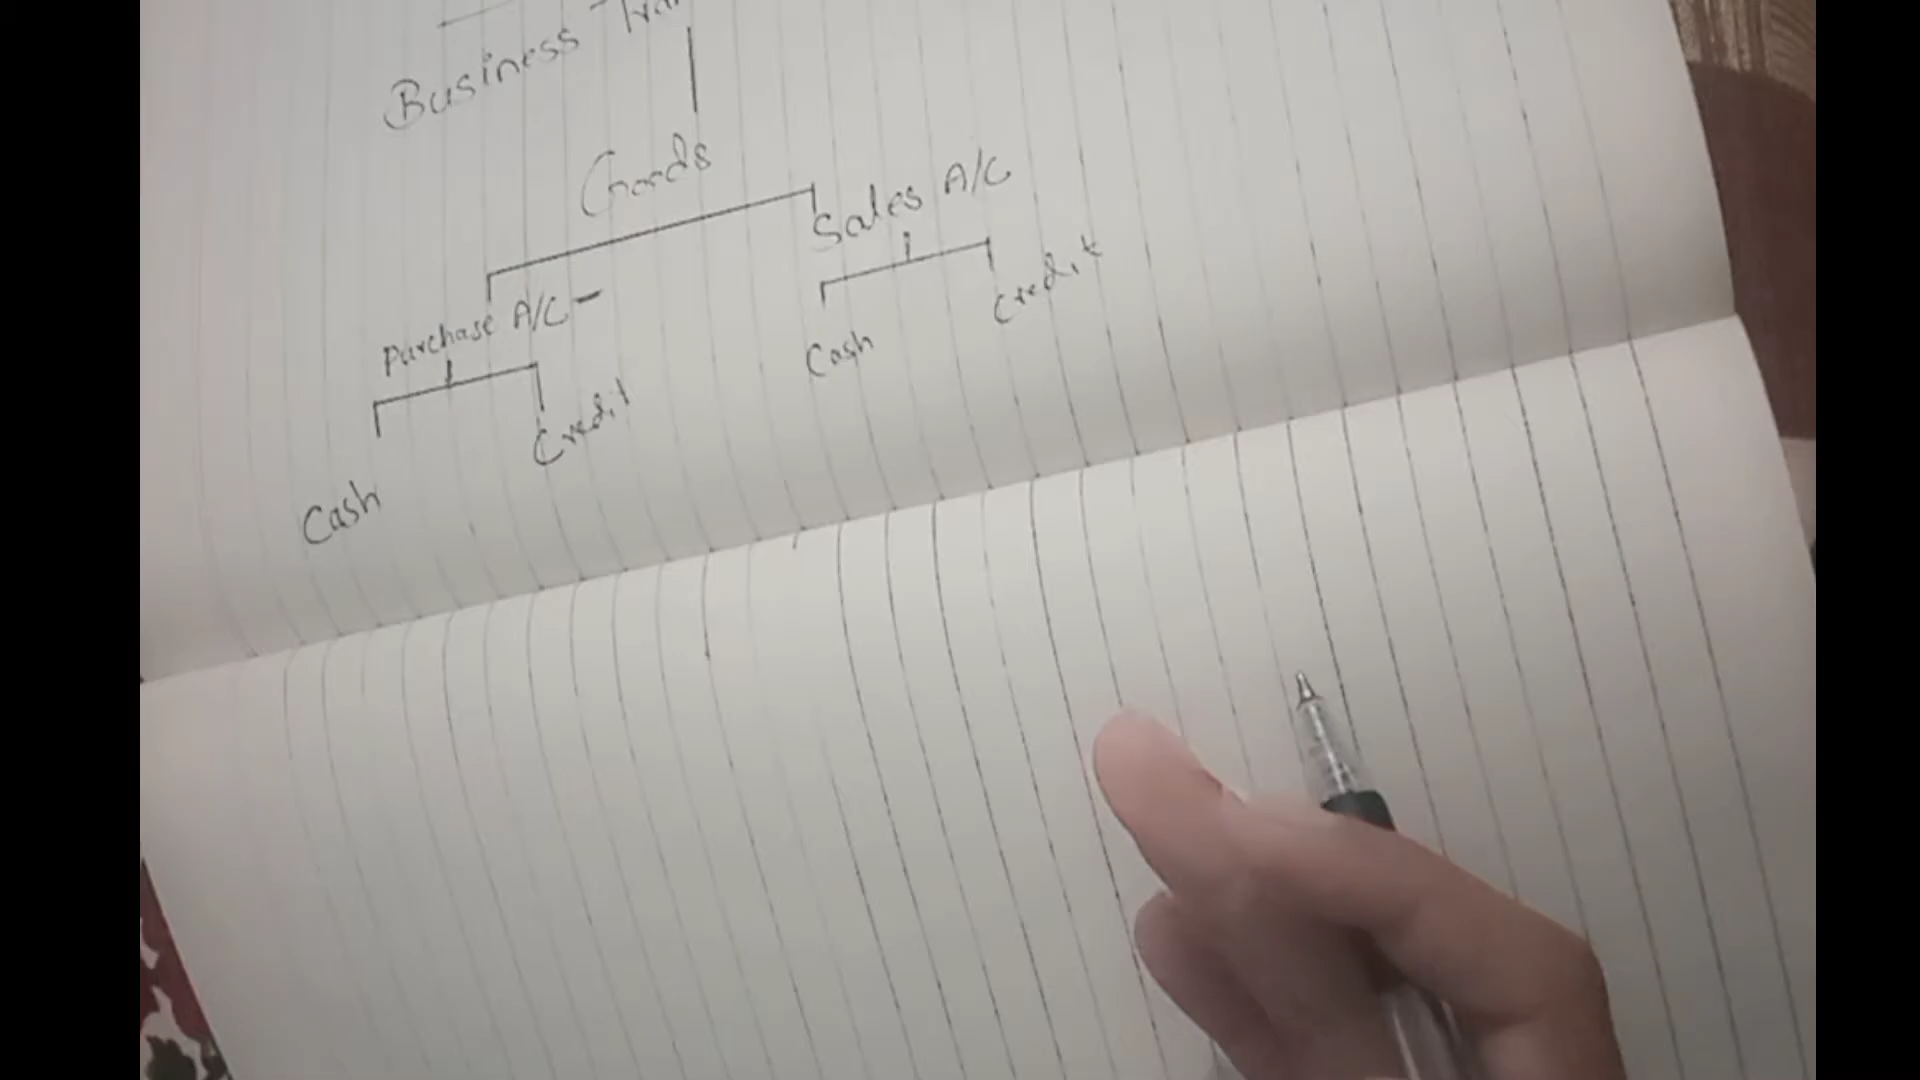 Business
Goods
Purchase A/C - Sales A/C
Cash Credit Cash Credit